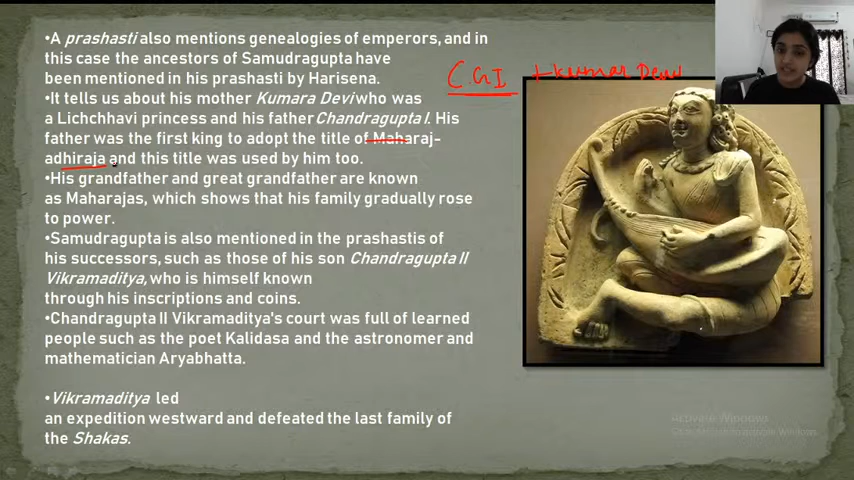 •A prashasti also mentions genealogies of emperors, and in
this case the ancestors of Samudragupta have
been mentioned in his prashasti by Harisena.
•It tells us about his mother Kumara Devi who was
a Lichchhavi princess and his father Chandragupta I. His
father was the first king to adopt the title of Maharaj-
adhiraja and this title was used by him too.
•His grandfather and great grandfather are known
as Maharajas, which shows that his family gradually rose
to power.
•Samudragupta is also mentioned in the prashastis of
his successors, such as those of his son Chandragupta II
Vikramaditya, who is himself known
through his inscriptions and coins.
•Chandragupta II Vikramaditya's court was full of learned
people such as the poet Kalidasa and the astronomer and
mathematician Aryabhatta.
•Vikramaditya led
an expedition westward and defeated the last family of
the Shakas.
C.G.I + Kumar Devi
Activate Windows